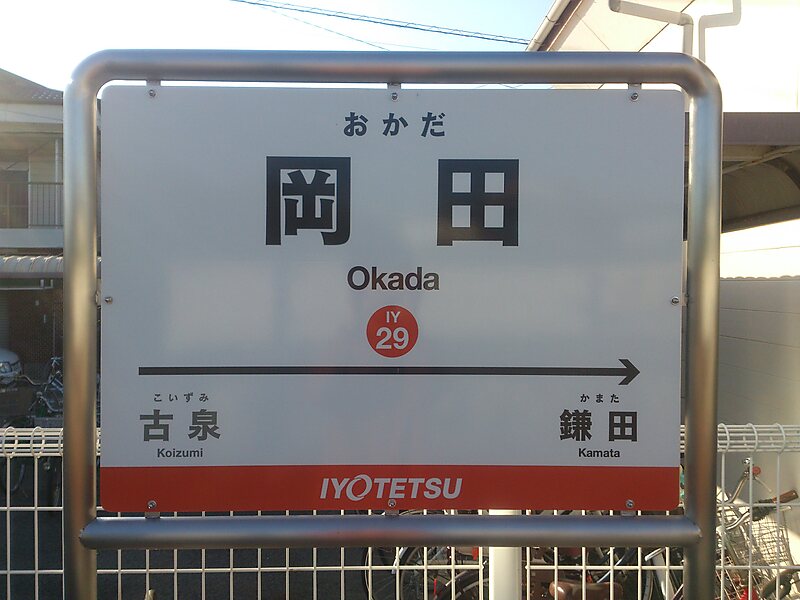 おかだ
岡田
Okada
IY
29
こいずみ かまた
古泉 鎌田
Koizumi Kamata
IYOTETSU